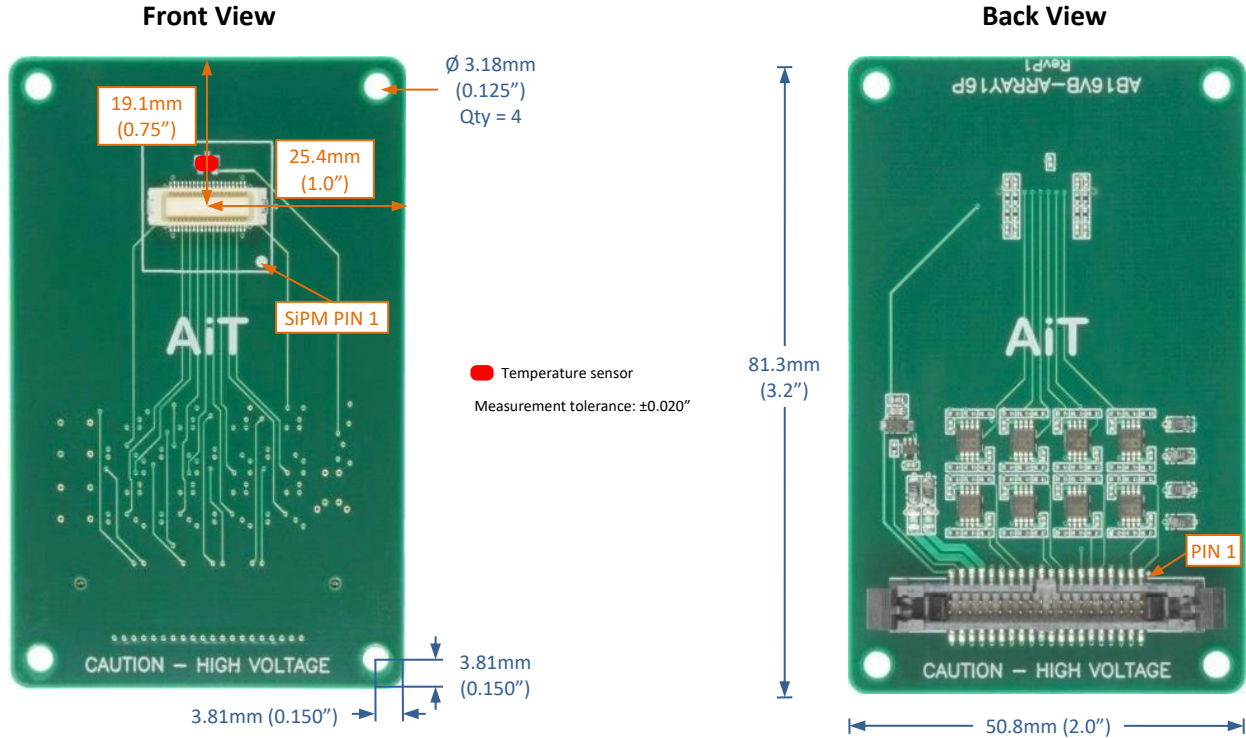 Front View
Back View
Ø 3.18mm
(0.125”)
Qty = 4
19.1mm
(0.75”)
25.4mm
(1.0”)
SiPM PIN 1
AiT
Temperature sensor
Measurement tolerance: ±0.020”
CAUTION – HIGH VOLTAGE
3.81mm
(0.150”)
3.81mm (0.150”)
AB16VB-ARRAY16P
RevP1
81.3mm
(3.2”)
AiT
PIN 1
CAUTION – HIGH VOLTAGE
50.8mm (2.0”)